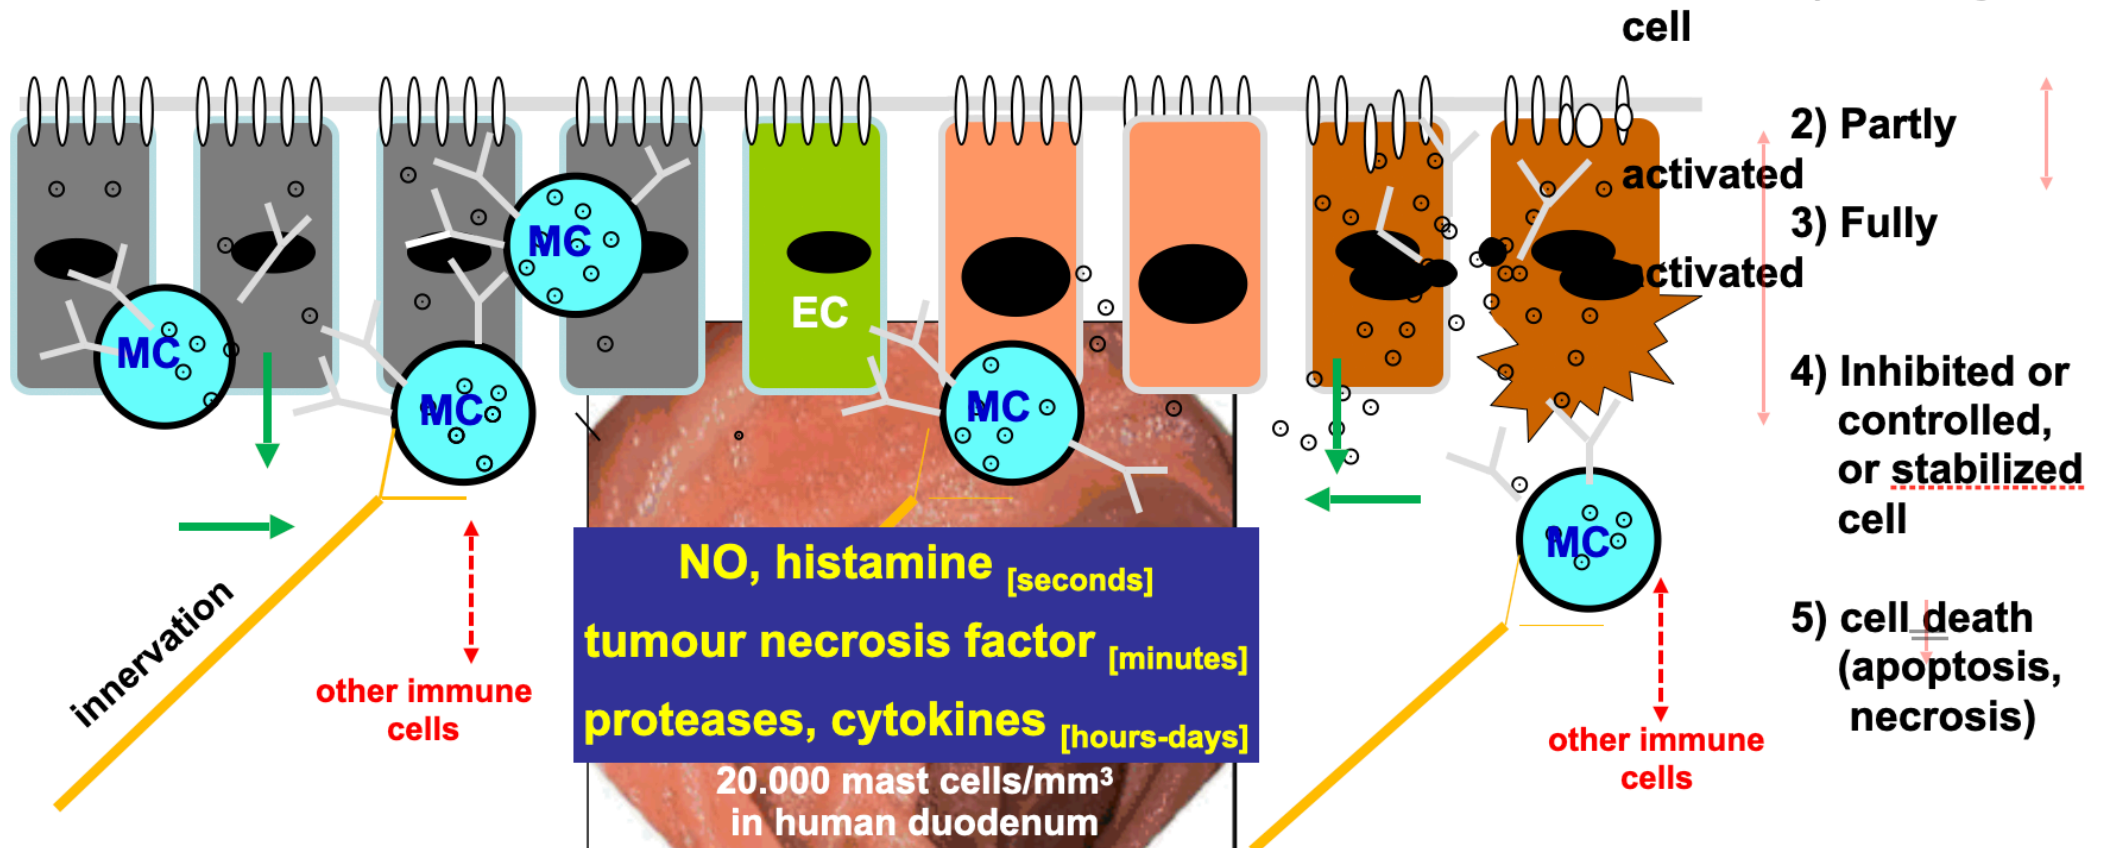 cell
2) Partly
activated
3) Fully
activated
4) Inhibited or
controlled,
or stabilized
cell
5) cell death
(apoptosis,
necrosis)
MC
MC
MC
EC
MC
MC
innervation
other immune
cells
NO, histamine [seconds]
tumour necrosis factor [minutes]
proteases, cytokines [hours-days]
20.000 mast cells/mm³
in human duodenum
other immune
cells